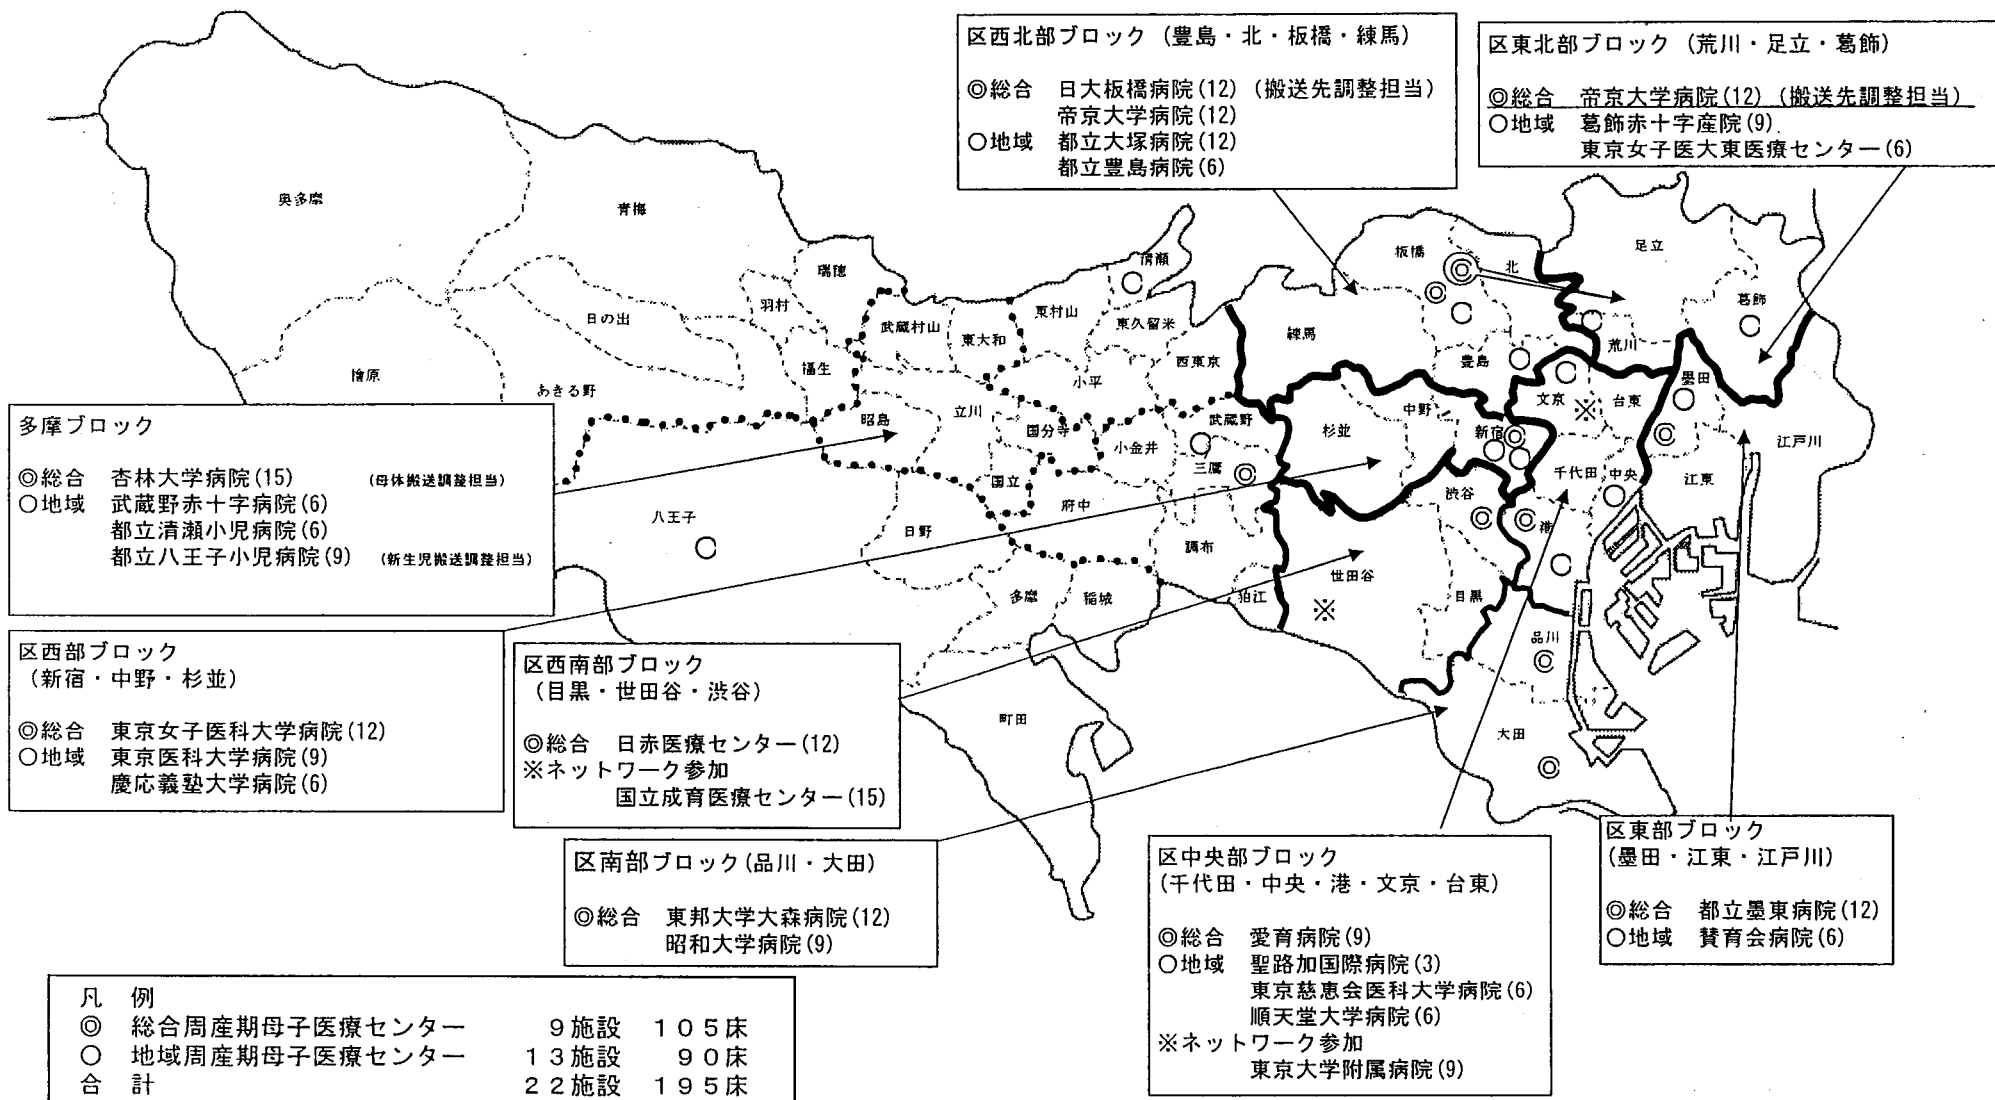 区西北部ブロック (豊島・北・板橋・練馬)
◎総合 日大板橋病院(12) (搬送先調整担当)
帝京大学病院(12)
○地域 都立大塚病院(12)
都立豊島病院(6)
区東北部ブロック (荒川・足立・葛飾)
◎総合 帝京大学病院(12) (搬送先調整担当)
○地域 葛飾赤十字産院(9)
東京女子医大東医療センター(6)
奥多摩
青梅
瑞穂
羽村
日の出
福生
檜原
あきる野
武蔵村山
東大和
東村山
清瀬
東久留米
西東京
小平
昭島
立川
国分寺
小金井
武蔵野
三鷹
国立
府中
八王子
日野
調布
多摩
稲城
狛江
町田
板橋
北
足立
葛飾
練馬
豊島
荒川
文京
※
台東
墨田
江戸川
中野
杉並
新宿
千代田
中央
江東
渋谷
港
世田谷
※
目黒
品川
大田
多摩ブロック
◎総合 杏林大学病院(15) (母体搬送調整担当)
○地域 武蔵野赤十字病院(6)
都立清瀬小児病院(6)
都立八王子小児病院(9) (新生児搬送調整担当)
区西部ブロック
(新宿・中野・杉並)
◎総合 東京女子医科大学病院(12)
○地域 東京医科大学病院(9)
慶応義塾大学病院(6)
区西南部ブロック
(目黒・世田谷・渋谷)
◎総合 日赤医療センター(12)
※ネットワーク参加
国立成育医療センター(15)
区南部ブロック(品川・大田)
◎総合 東邦大学大森病院(12)
昭和大学病院(9)
区中央部ブロック
(千代田・中央・港・文京・台東)
◎総合 愛育病院(9)
○地域 聖路加国際病院(3)
東京慈恵会医科大学病院(6)
順天堂大学病院(6)
※ネットワーク参加
東京大学附属病院(9)
区東部ブロック
(墨田・江東・江戸川)
◎総合 都立墨東病院(12)
○地域 賛育会病院(6)
凡 例
◎ 総合周産期母子医療センター 9施設 105床
○ 地域周産期母子医療センター 13施設 90床
合 計 22施設 195床